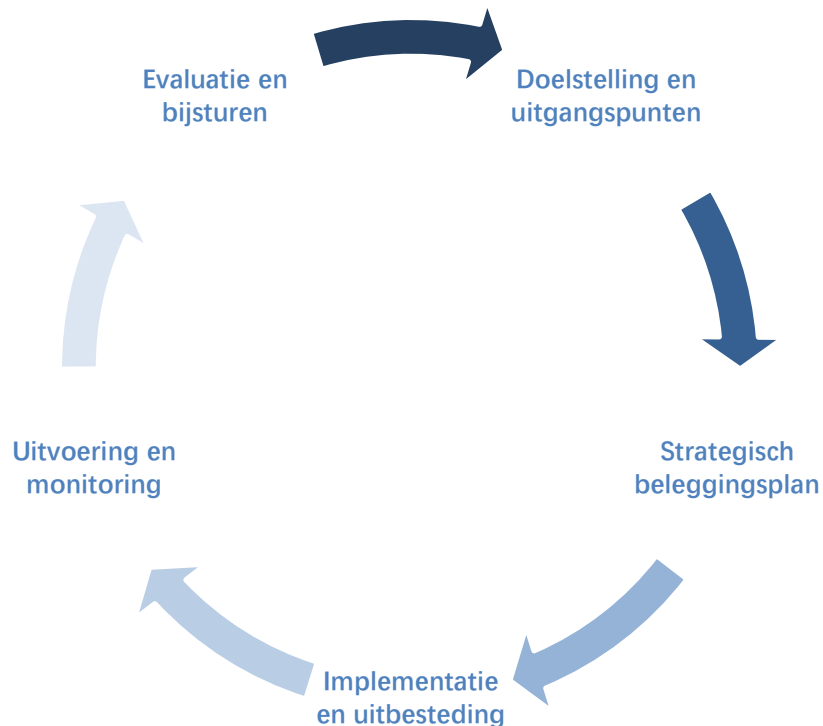 Evaluatie en
bijsturen
Doelstelling en
uitgangspunten
Strategisch
beleggingsplan
Implementatie
en uitbesteding
Uitvoering en
monitoring